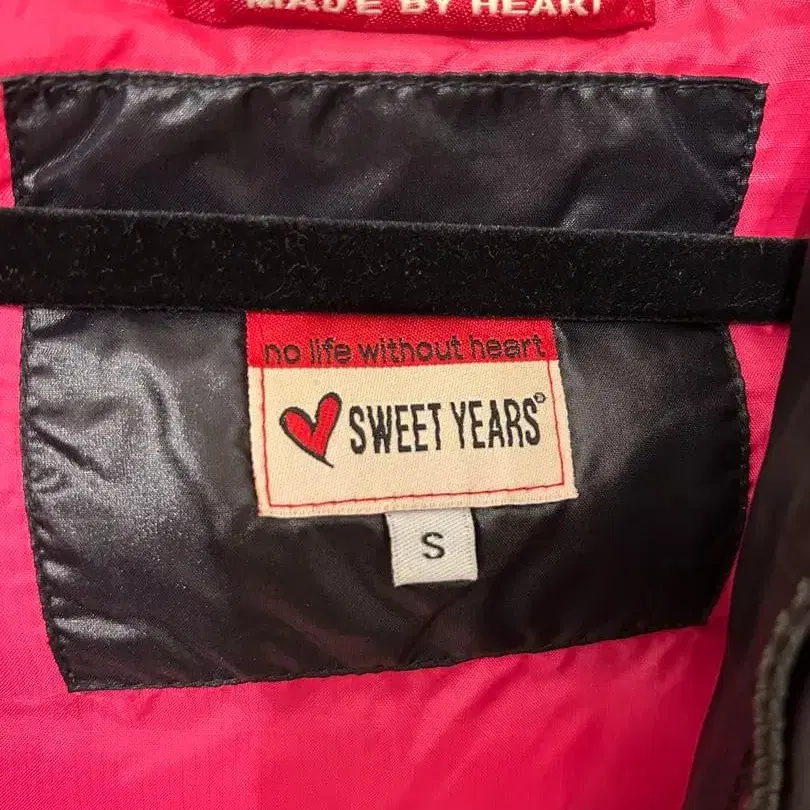 MADE BY HEART
no life without heart
SWEET YEARS®
S